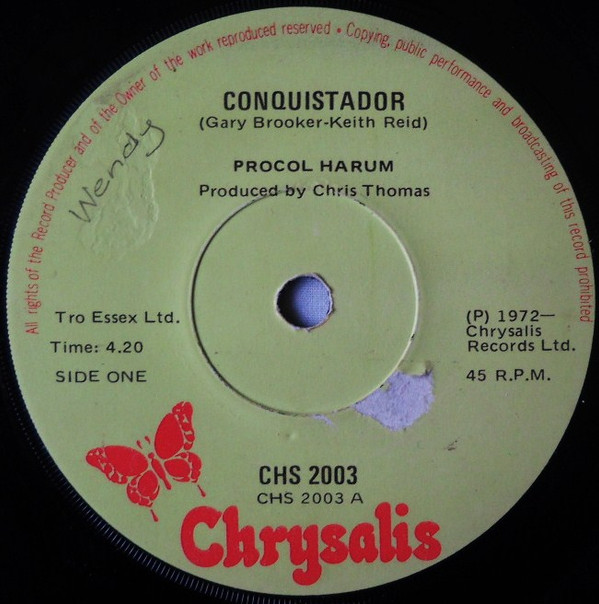 All rights of the Record Producer and of the Owner of the work reproduced reserved • Copying, public performance and broadcasting of this record prohibited
Wendy
CONQUISTADOR
(Gary Brooker-Keith Reid)
PROCOL HARUM
Produced by Chris Thomas
Tro Essex Ltd.
Time: 4.20
SIDE ONE
(P) 1972—
Chrysalis
Records Ltd.
45 R.P.M.
CHS 2003
CHS 2003 A
Chrysalis